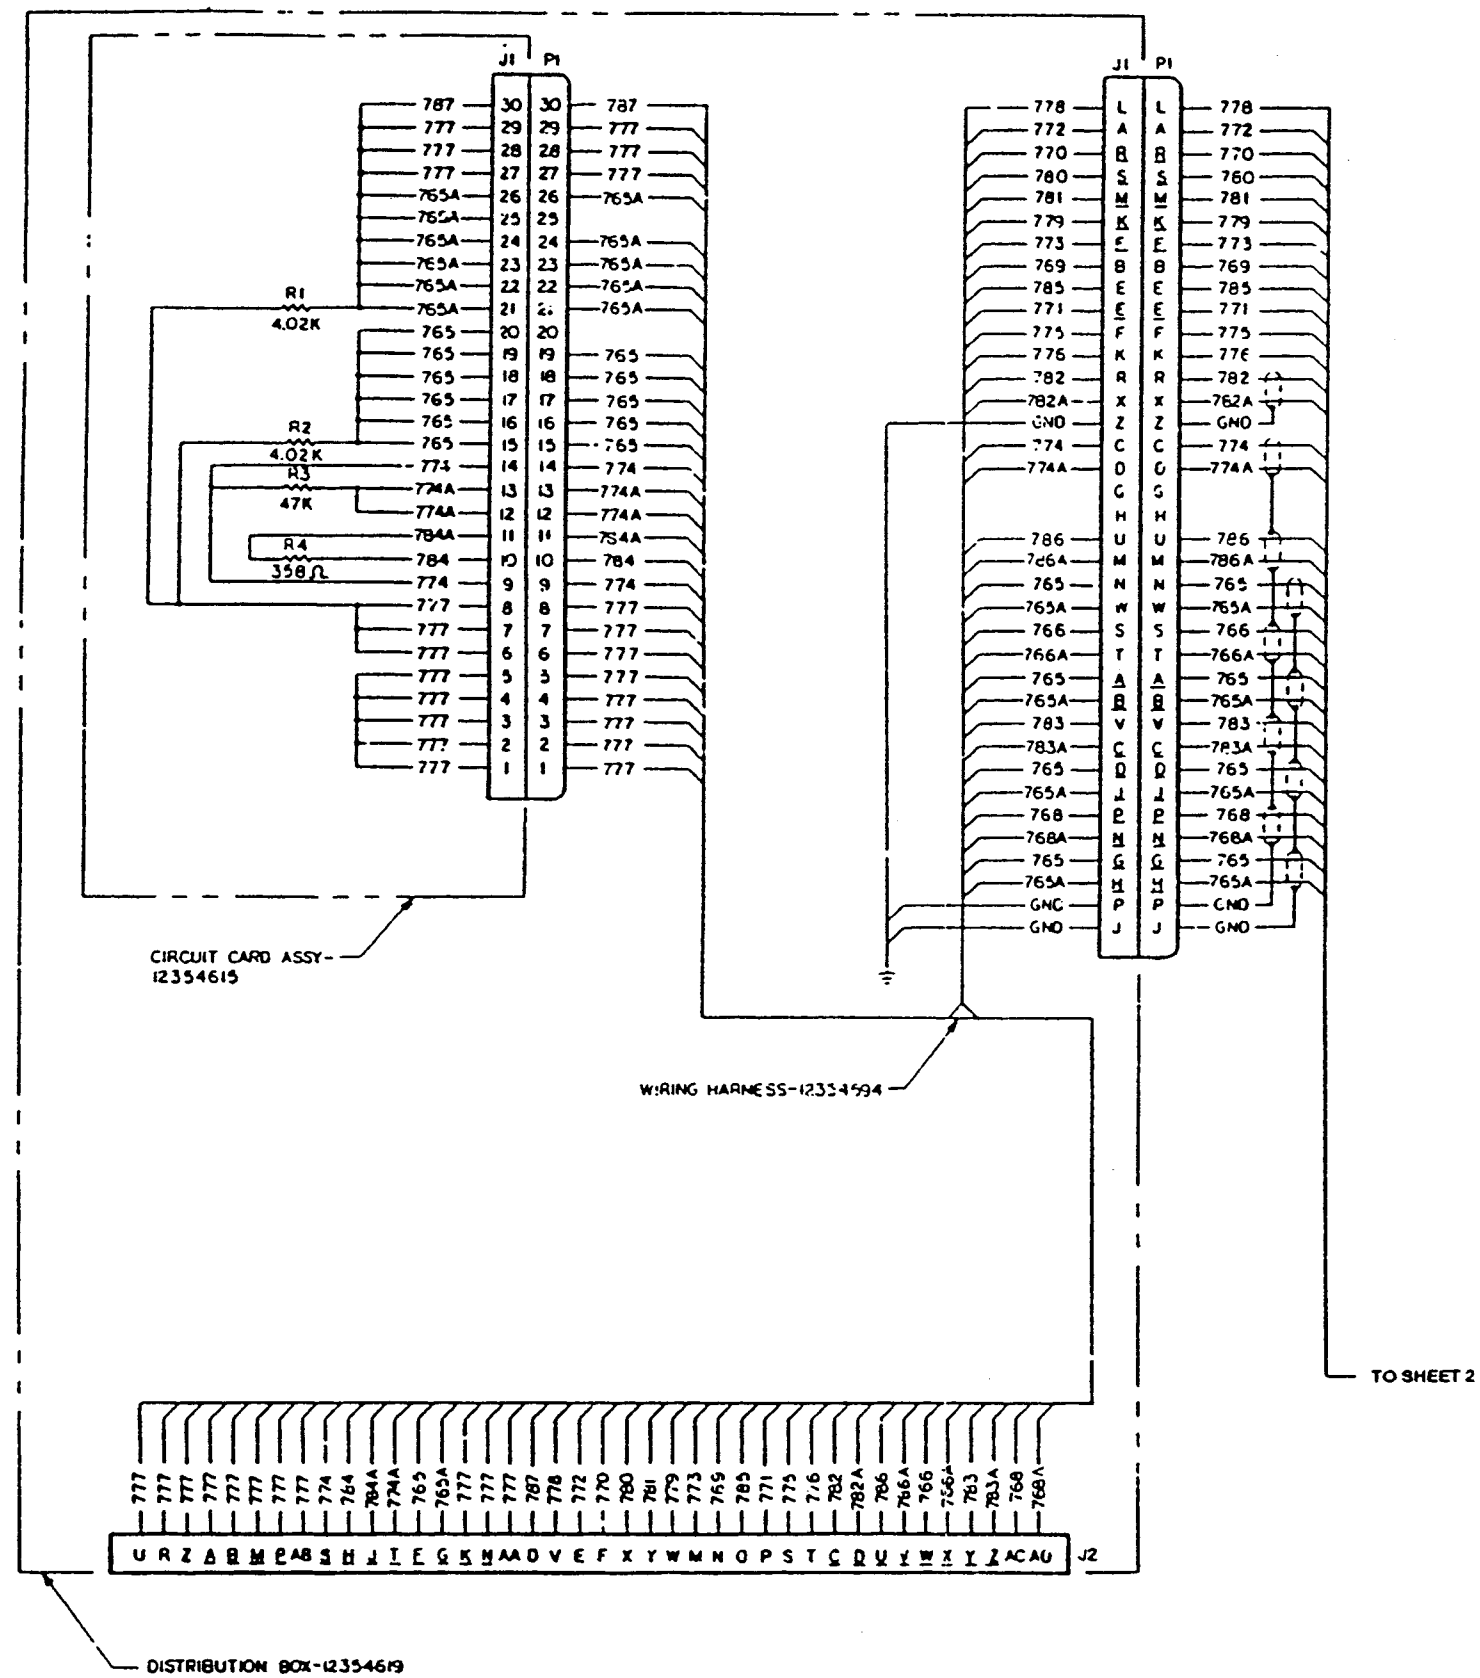 J1 P1
787 30 30 787
777 29 29 777
777 28 28 777
777 27 27 777
765A 26 26 765A
765A 25 25
765A 24 24 765A
765A 23 23 765A
765A 22 22 765A
R1
4.02K
765A 21 765A
765 20 20
765 19 19 765
765 18 18 765
765 17 17 765
765 16 16 765
R2
4.02K
765 15 15 765
14 14 774
R3
47K
774A 13 13 774A
774A 12 12 774A
784A 11 11
R4
358Ω
784 10 10 784
774 9 9 774
777 8 8 777
777 7 7 777
777 6 6 777
777 5 777
777 4 4 777
777 3 3 777
777 2 2 777
777 1 1 777
CIRCUIT CARD ASSY-
12354615
J1 P1
778 L L 778
772 A A 772
770 R R 770
780 S S
781 M M 781
779 K K 779
773 F 773
769 B B 769
785 E E 785
771 E E 771
775 F F 775
776 K K 776
782 R R 782
782A X X
GND Z Z GND
774 C C 774
774A D 774A
G G
H H
786 U U 786
M M 786A
765 N N 765
765A W W 765A
766 S S 766
766A T T 766A
765 A A 765
765A B B 765A
783 V V 783
783A C C 783A
765 D D 765
765A J J 765A
768 P P 768
768A N N 768A
765 G G 765
765A H H 765A
P P GND
GND J J GND
WIRING HARNESS-
TO SHEET 2
777 777 777 777 777 777 777 777 774 784A 774A 765 765A 777 777 777 787 778 772 770 780 781 779 773 769 785 771 775 776 782 782A 786 786A 766 766A 783 783A 768 768A
U R Z A B M P AB S H J T F G K N AA D V E F X Y W M N O P S T C D U V W X Y Z AC J2
DISTRIBUTION BOX-12354619